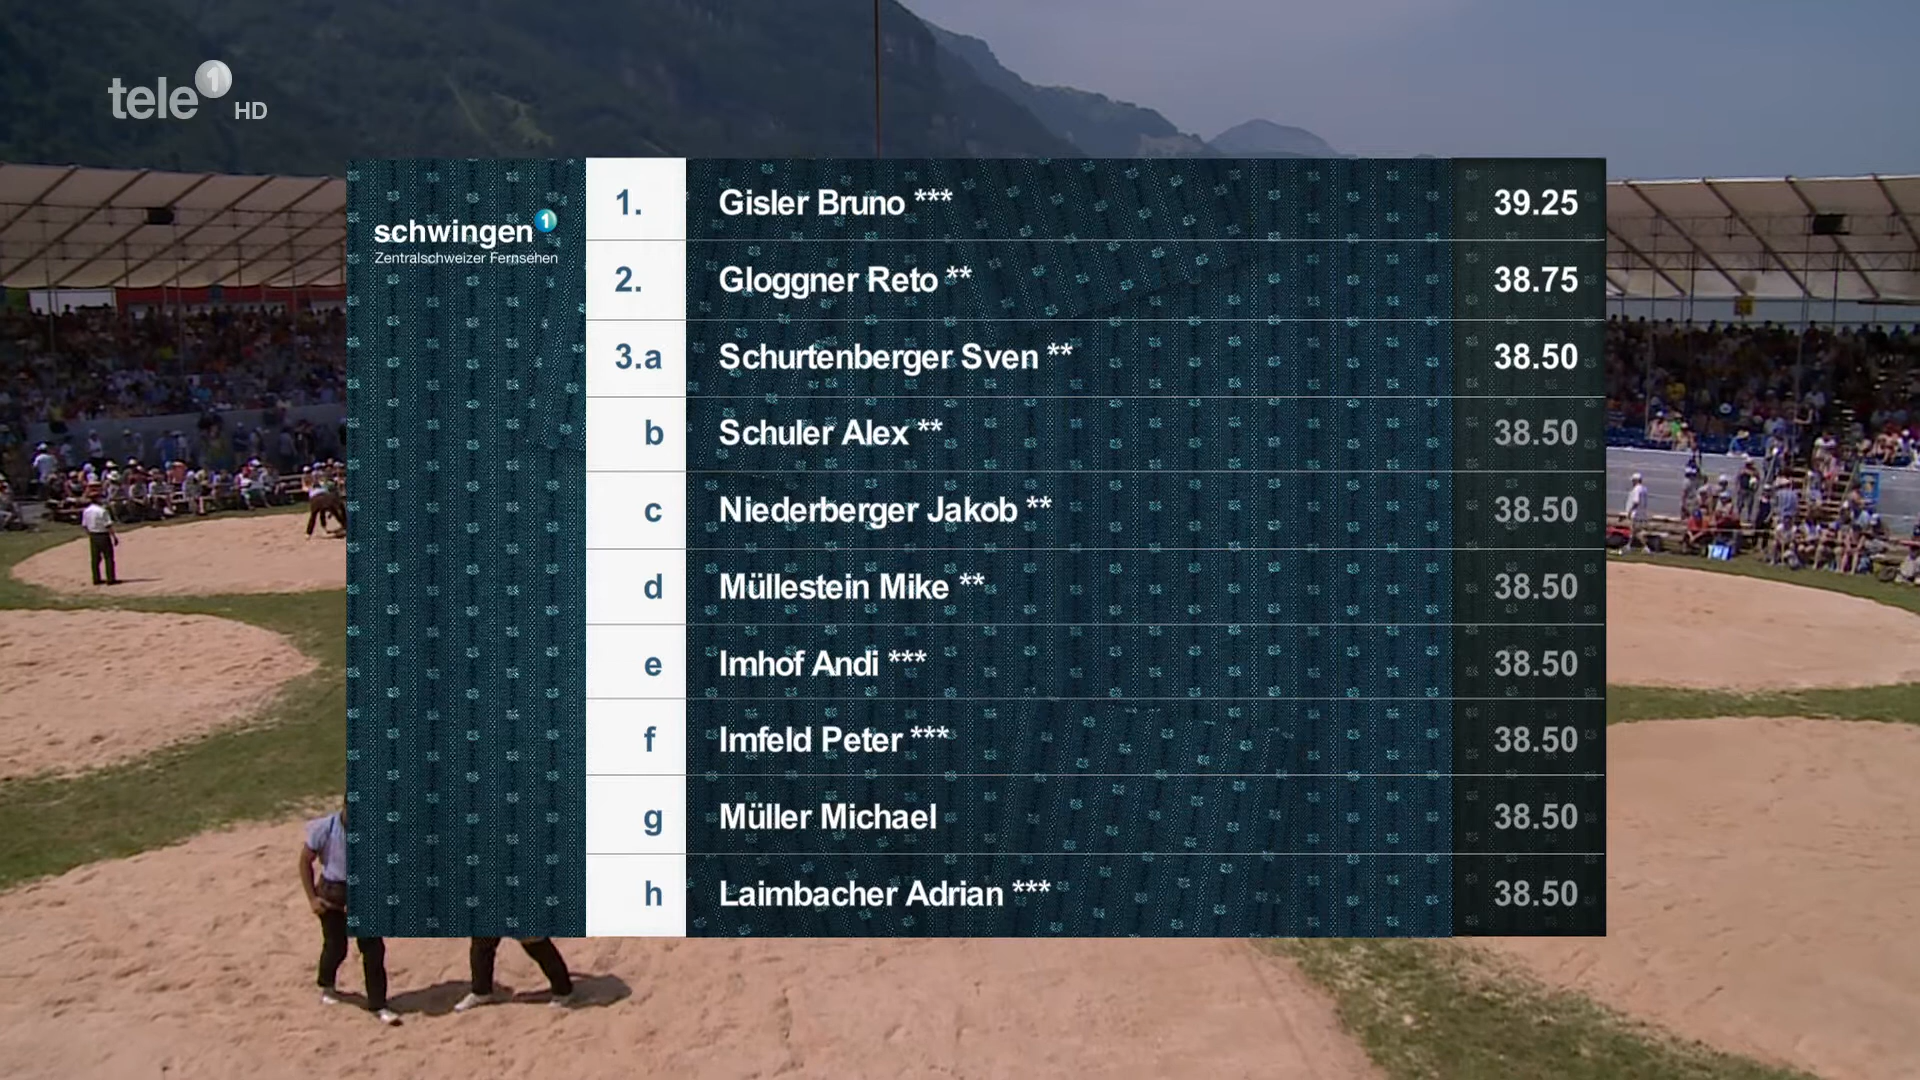 tele1 HD
schwingen1
Zentralschweizer Fernsehen
1. Gisler Bruno *** 39.25
2. Gloggner Reto ** 38.75
3.a Schurtenberger Sven ** 38.50
b Schuler Alex ** 38.50
c Niederberger Jakob ** 38.50
d Müllestein Mike ** 38.50
e Imhof Andi *** 38.50
f Imfeld Peter *** 38.50
g Müller Michael 38.50
h Laimbacher Adrian *** 38.50